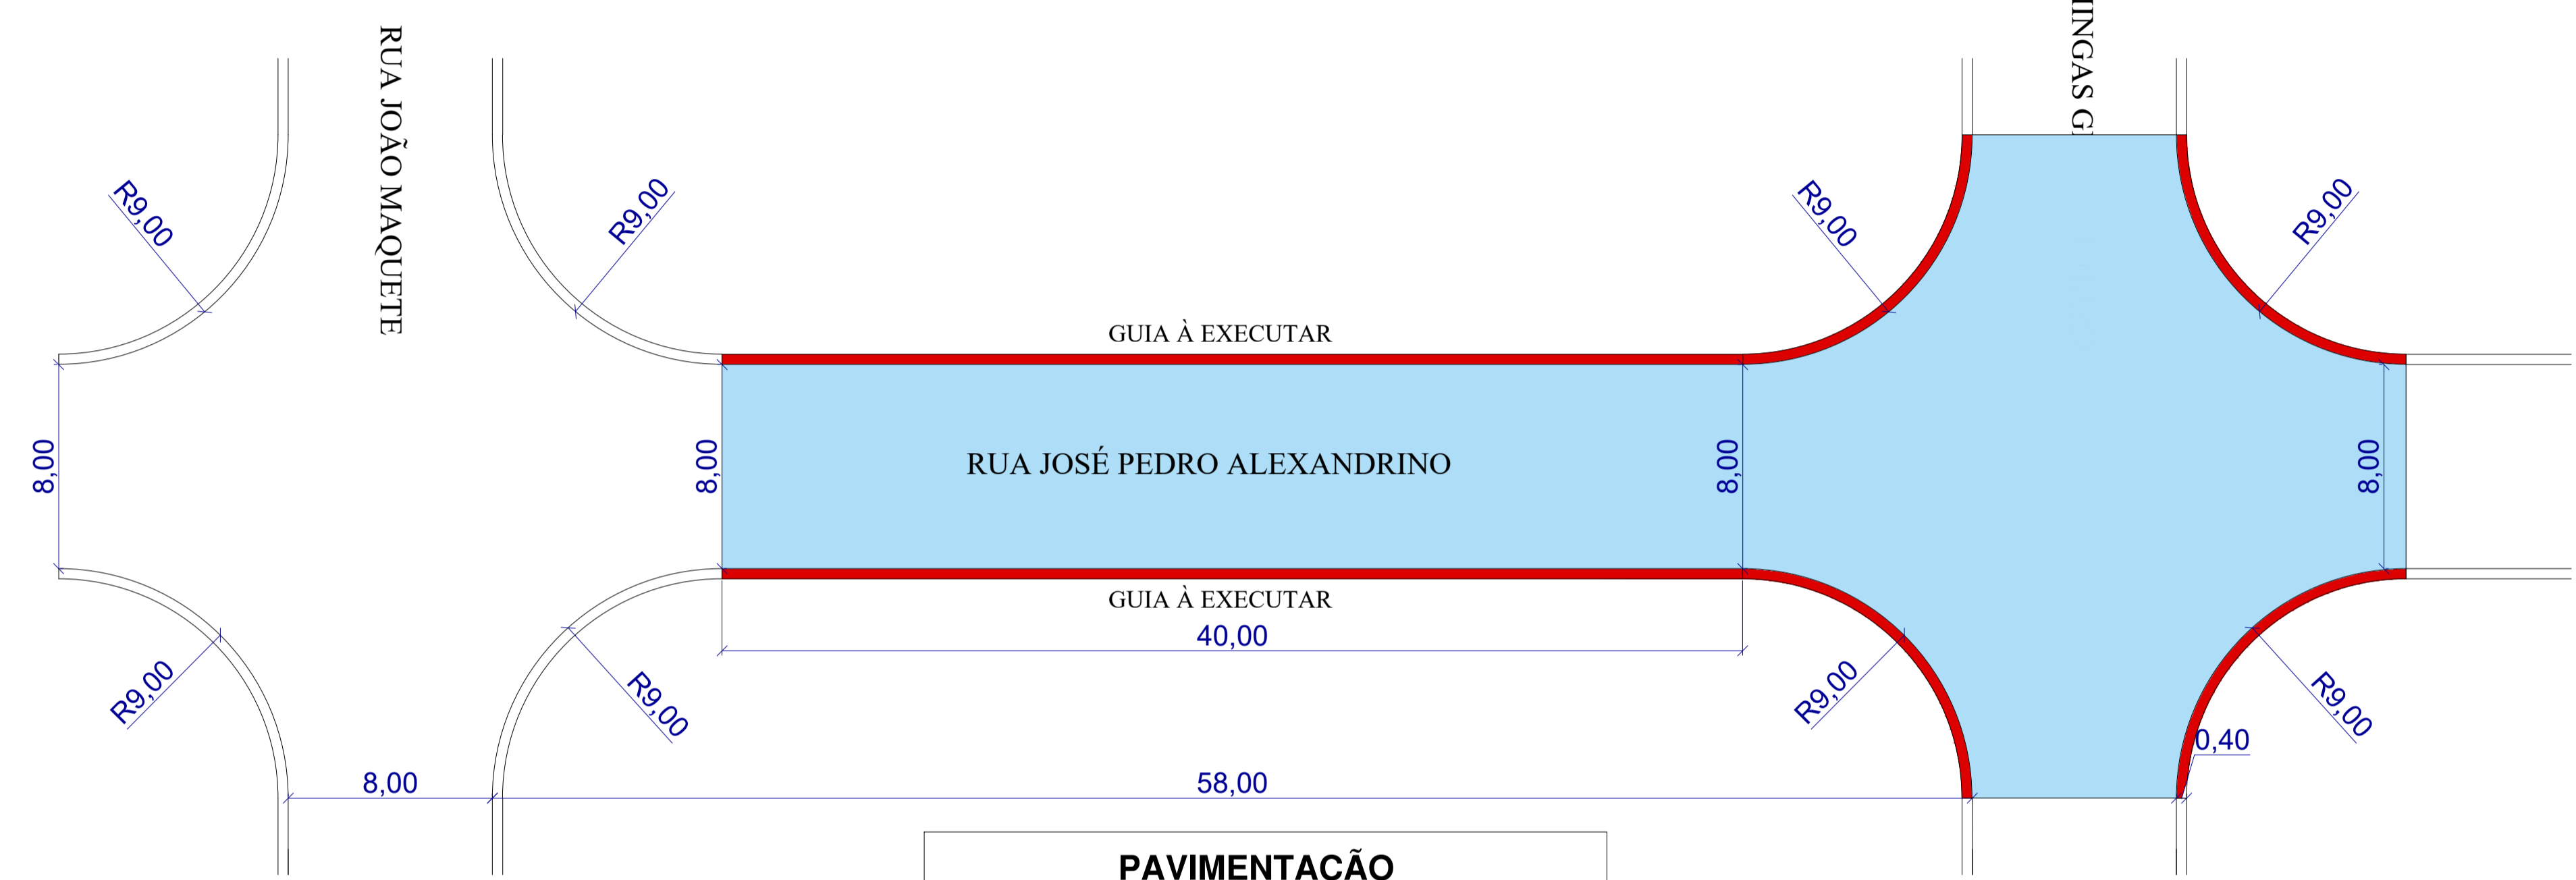 RUA JOÃO MAQUETE
INGAS G
R9,00
R9,00
R9,00
R9,00
GUIA À EXECUTAR
8,00
8,00
RUA JOSÉ PEDRO ALEXANDRINO
8,00
8,00
GUIA À EXECUTAR
40,00
R9,00
R9,00
R9,00
R9,00
0,40
8,00
58,00
PAVIMENTAÇÃO